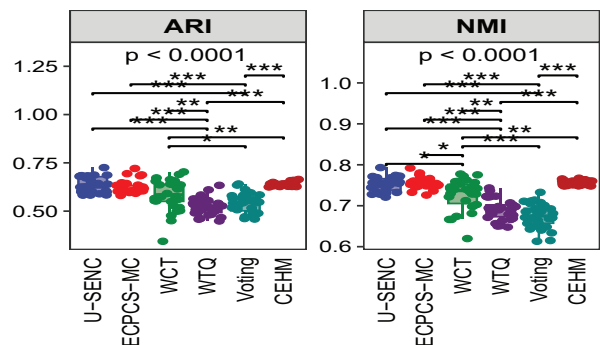 ARI
p < 0.0001
***
***
***
***
**
***
***
**
*
1.25
1.00
0.75
0.50
U-SENC
ECPCS-MC
WCT
WTQ
Voting
CEHM
NMI
p < 0.0001
***
***
***
***
**
***
***
**
***
*
*
1.0
0.9
0.8
0.7
0.6
U-SENC
ECPCS-MC
WCT
WTQ
Voting
CEHM